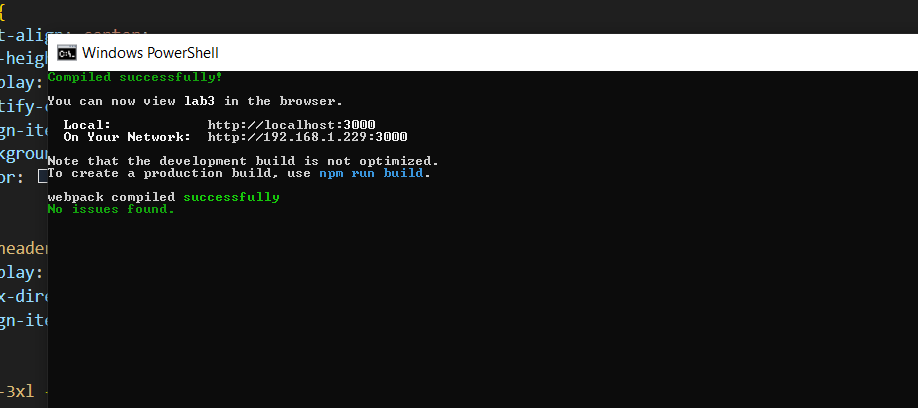 {
t-align: center;
-heigh
play:
tify-c
gn-ite
kgroun
or:
header
play:
x-dire
gn-ite
-3xl -
Windows PowerShell
Compiled successfully!
You can now view lab3 in the browser.
Local: http://localhost:3000
On Your Network: http://192.168.1.229:3000
Note that the development build is not optimized.
To create a production build, use npm run build.
webpack compiled successfully
No issues found.